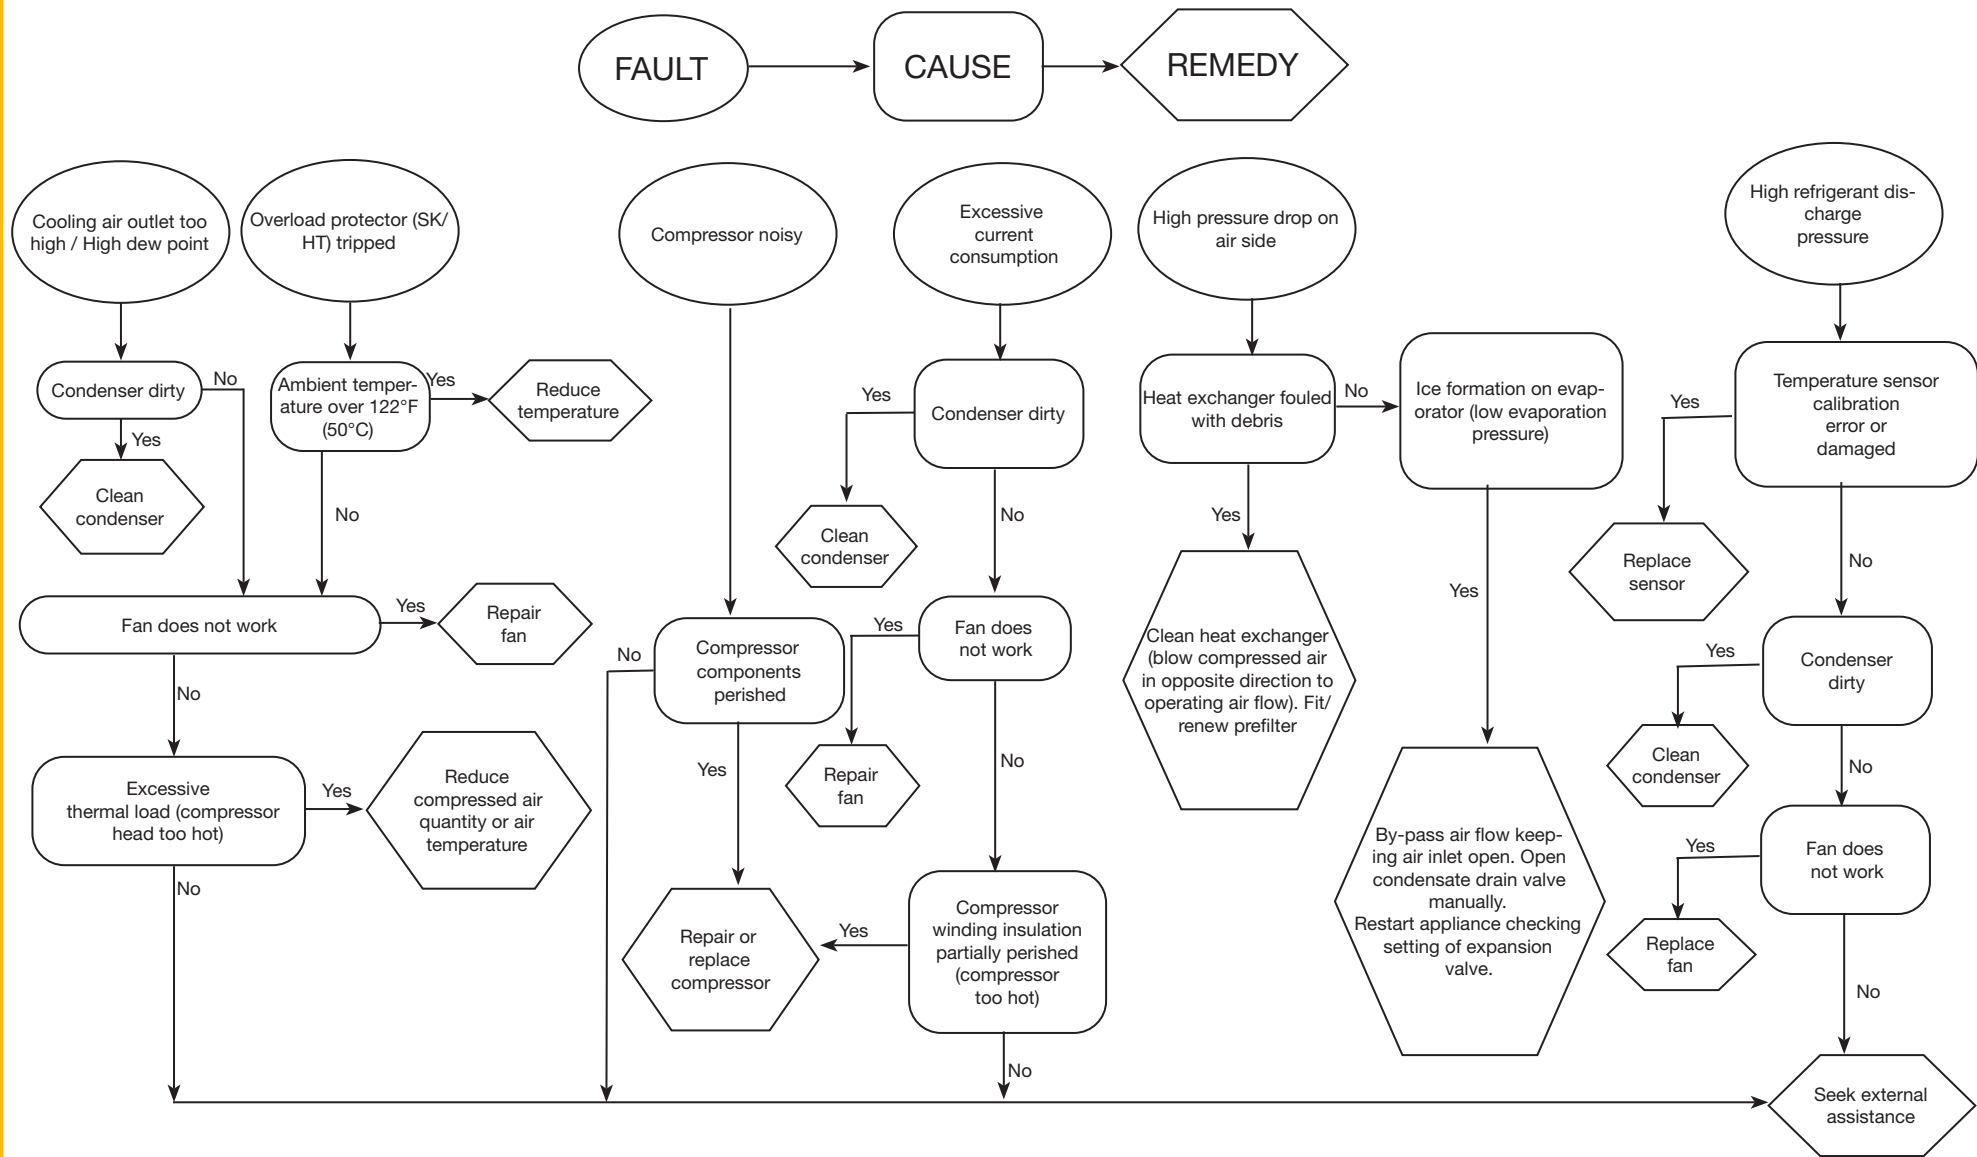 FAULT
CAUSE
REMEDY
Cooling air outlet too
high / High dew point
Overload protector (SK/
HT) tripped
Compressor noisy
Excessive
current
consumption
High pressure drop on
air side
High refrigerant dis-
charge
pressure
Condenser dirty
No
Yes
Clean
condenser
Ambient temper-
ature over 122°F
(50°C)
Yes
Reduce
temperature
No
Fan does not work
Yes
Repair
fan
No
Excessive
thermal load (compressor
head too hot)
Yes
Reduce
compressed air
quantity or air
temperature
No
Compressor
components
perished
No
Yes
Repair or
replace
compressor
Condenser dirty
Yes
Clean
condenser
No
Fan does
not work
Yes
Repair
fan
No
Compressor
winding insulation
partially perished
(compressor
too hot)
Yes
No
Heat exchanger fouled
with debris
No
Yes
Clean heat exchanger
(blow compressed air
in opposite direction to
operating air flow). Fit/
renew prefilter
Ice formation on evap-
orator (low evaporation
pressure)
Yes
By-pass air flow keep-
ing air inlet open. Open
condensate drain valve
manually.
Restart appliance checking
setting of expansion
valve.
Temperature sensor
calibration
error or
damaged
Yes
Replace
sensor
No
Condenser
dirty
Yes
Clean
condenser
No
Fan does
not work
Yes
Replace
fan
No
Seek external
assistance